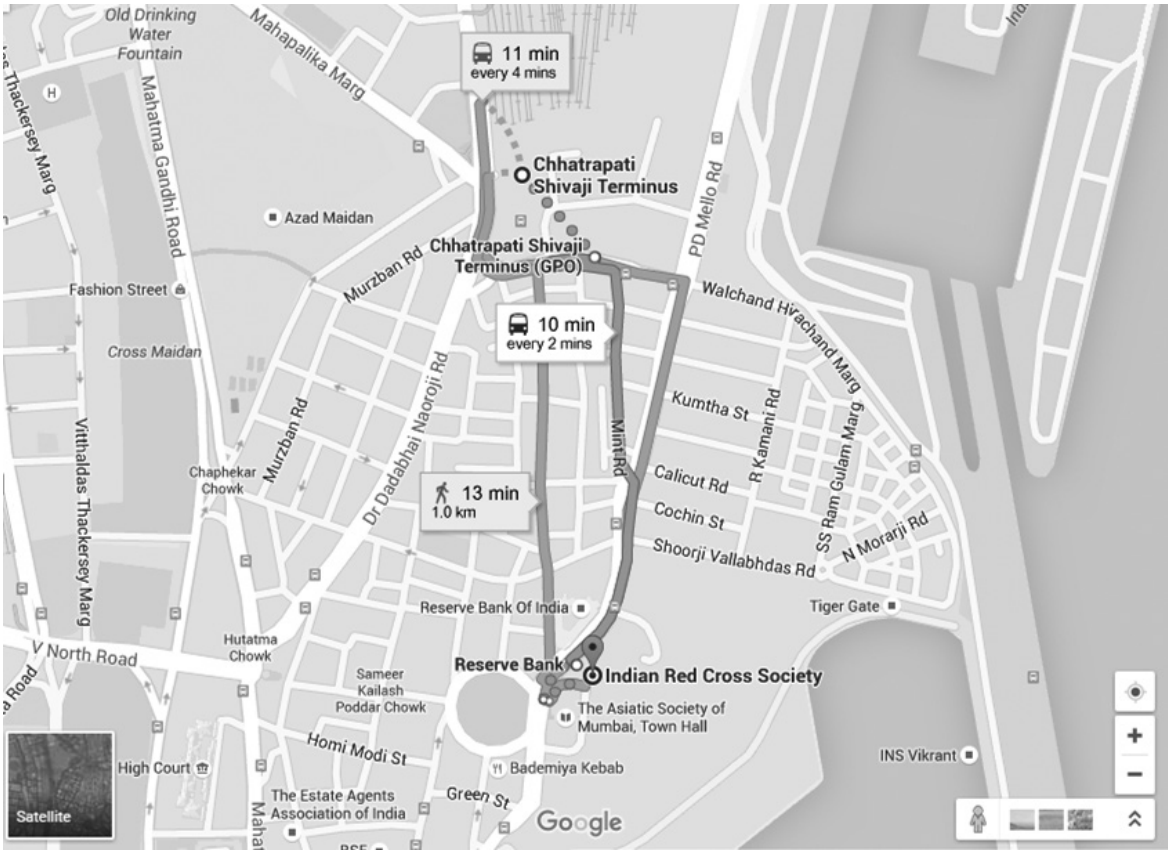 Old Drinking
Water
Fountain
Mahapalika Marg
11 min
every 4 mins
as Thackersey Marg
H
Mahatma Gandhi Road
Chhatrapati
Shivaji Terminus
PD Mello Rd
Azad Maidan
Murzban Rd
Chhatrapati Shivaji
Terminus (GPO)
Fashion Street
Walchand Hirachand Marg
10 min
every 2 mins
Cross Maidan
Dr Dadabhai Naoroji Rd
Kumtha St
R Kamani Rd
SS Ram Gulam Marg
Vitthaldas Thackersey Marg
Murzban Rd
Mint Rd
Chaphekar
Chowk
Calicut Rd
13 min
1.0 km
Cochin St
N Morarji Rd
Shoorji Vallabhdas Rd
Reserve Bank Of India
Tiger Gate
V North Road
Hutatma
Chowk
Reserve Bank
Indian Red Cross Society
Sameer
Kailash
Poddar Chowk
a Road
The Asiatic Society of
Mumbai, Town Hall
Homi Modi St
High Court
Bademiya Kebab
INS Vikrant
Green St
The Estate Agents
Association of India
Mahat
Satellite
Google
BSE